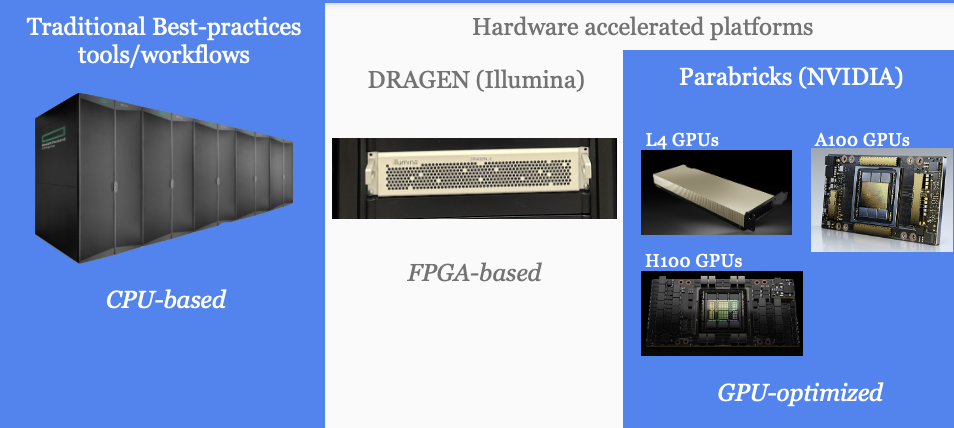 Traditional Best-practices
tools/workflows
CPU-based
Hardware accelerated platforms
DRAGEN (Illumina)
illumina
FPGA-based
Parabricks (NVIDIA)
L4 GPUs
A100 GPUs
H100 GPUs
GPU-optimized